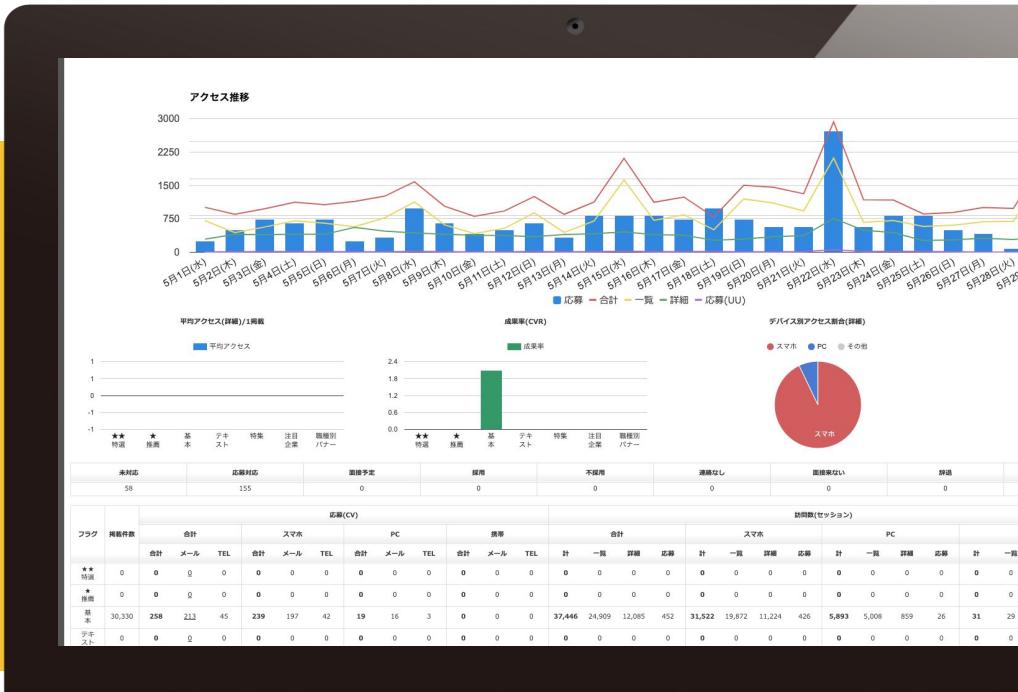 アクセス推移
3000
2250
1500
750
0
5月1日(水) 5月2日(木) 5月3日(金) 5月4日(土) 5月5日(日) 5月6日(月) 5月7日(火) 5月8日(水) 5月9日(木) 5月10日(金) 5月11日(土) 5月12日(日) 5月13日(月) 5月14日(火) 5月15日(水) 5月16日(木) 5月17日(金) 5月18日(土) 5月19日(日) 5月20日(月) 5月21日(火) 5月22日(水) 5月23日(木) 5月24日(金) 5月25日(土) 5月26日(日) 5月27日(月) 5月28日(火)
応募 合計 一覧 詳細 応募(UU)
平均アクセス(詳細)/1掲載
平均アクセス
1
1
0
-1
-1
★★特選 ★推薦 基本 テキスト 特集 注目企業 職種別バナー
成果率(CVR)
成果率
2.4
1.8
1.2
0.6
0.0
★★特選 ★推薦 基本 テキスト 特集 注目企業 職種別バナー
デバイス別アクセス割合(詳細)
スマホ PC その他
スマホ
未対応 応募対応 面接予定 採用 不採用 連絡なし 面接来ない 辞退
58 155 0 0 0 0 0 0
フラグ 掲載件数 応募(CV) 訪問数(セッション)
合計 スマホ PC 携帯 合計 スマホ PC
合計 メール TEL 合計 メール TEL 合計 メール TEL 合計 メール TEL 計 一覧 詳細 応募 計 一覧 詳細 応募 計 一覧 詳細 応募 計 一覧
★★特選 0 0 0 0 0 0 0 0 0 0 0 0 0 0 0 0 0 0 0 0 0 0 0 0 0 0 0
★推薦 0 0 0 0 0 0 0 0 0 0 0 0 0 0 0 0 0 0 0 0 0 0 0 0 0 0 0
基本 30,330 258 213 45 239 197 42 19 16 3 0 0 0 37,446 24,909 12,085 452 31,522 19,872 11,224 426 5,893 5,008 859 26 31 29
テキスト 0 0 0 0 0 0 0 0 0 0 0 0 0 0 0 0 0 0 0 0 0 0 0 0 0 0 0